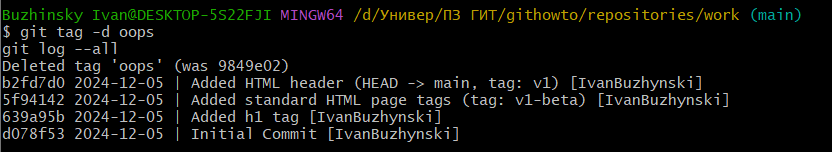 Buzhinsky Ivan@DESKTOP-5S22FJI MINGW64 /d/Универ/ПЗ ГИТ/githowto/repositories/work (main)
$ git tag -d oops
git log --all
Deleted tag 'oops' (was 9849e02)
b2fd7d0 2024-12-05 | Added HTML header (HEAD -> main, tag: v1) [IvanBuzhynski]
5f94142 2024-12-05 | Added standard HTML page tags (tag: v1-beta) [IvanBuzhynski]
639a95b 2024-12-05 | Added h1 tag [IvanBuzhynski]
d078f53 2024-12-05 | Initial Commit [IvanBuzhynski]